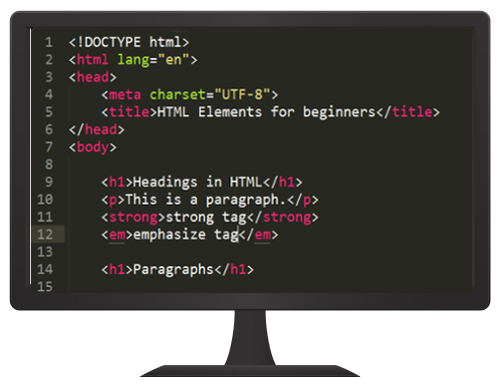 1 <!DOCTYPE html>
2 <html lang="en">
3 <head>
4 <meta charset="UTF-8">
5 <title>HTML Elements for beginners</title>
6 </head>
7 <body>
8
9 <h1>Headings in HTML</h1>
10 <p>This is a paragraph.</p>
11 <strong>strong tag</strong>
12 <em>emphasize tag</em>
13
14 <h1>Paragraphs</h1>
15